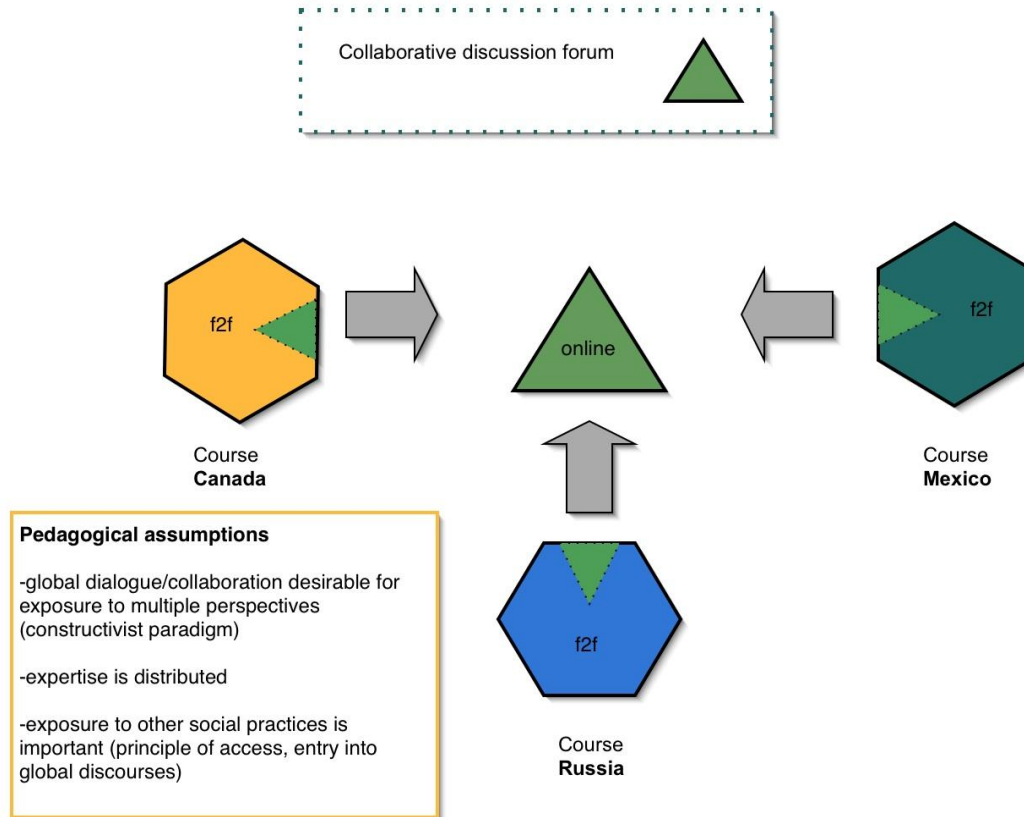 Collaborative discussion forum
f2f
online
f2f
Course
Canada
Course
Mexico
Pedagogical assumptions
-global dialogue/collaboration desirable for
exposure to multiple perspectives
(constructivist paradigm)
-expertise is distributed
-exposure to other social practices is
important (principle of access, entry into
global discourses)
f2f
Course
Russia